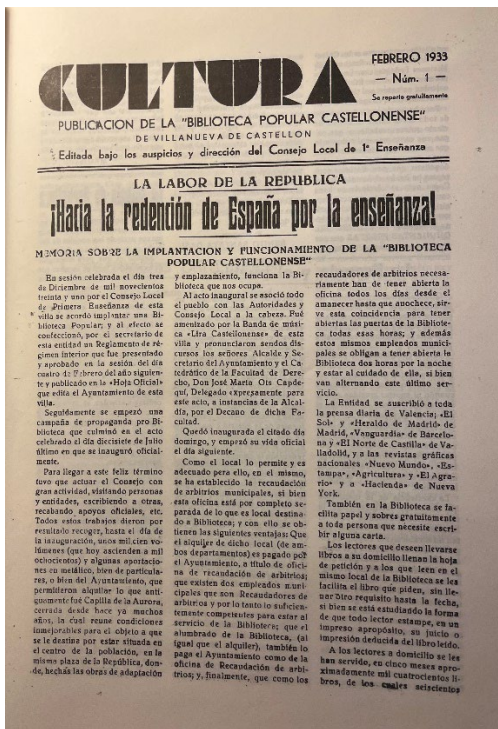 CULTURA
FEBRERO 1933
— Núm. 1 —
Se reparte gratuitamente
PUBLICACION DE LA "BIBLIOTECA POPULAR CASTELLONENSE"
DE VILLANUEVA DE CASTELLON
Editada bajo los auspicios y dirección del Consejo Local de 1ª Enseñanza
LA LABOR DE LA REPUBLICA
¡Hacia la redención de España por la enseñanza!
MEMORIA SOBRE LA IMPLANTACION Y FUNCIONAMIENTO DE LA "BIBLIOTECA
POPULAR CASTELLONENSE"
En sesión celebrada el día tres
de Diciembre de mil novecientos
treinta y uno por el Consejo Local
de Primera Enseñanza de esta
villa se acordó implantar una Bi-
blioteca Popular; y al efecto se
confeccionó, por el secretario de
esta entidad un Reglamento de ré-
gimen interior que fue presentado
y aprobado en la sesión del día
cuatro de Febrero del año siguien-
te y publicado en la «Hoja Oficial»
que edita el Ayuntamiento de esta
villa.
Seguidamente se empezó una
campaña de propaganda pro Bi-
blioteca que culminó en el acto
celebrado el día diecisiete de Julio
último en que se inauguró oficial-
mente.
Para llegar a este feliz término
tuvo que actuar el Consejo con
gran actividad, visitando personas
y entidades, escribiendo a otras,
recabando apoyos oficiales, etc.
Todos estos trabajos dieron por
resultado recoger, hasta el día de
la inauguración, unos mil cien vo-
lúmenes (que hoy ascienden a mil
ochocientos) y algunas aportacio-
nes en metálico, bien de particula-
res, o bien del Ayuntamiento, que
permitieron alquilar lo que anti-
guamente fue Capilla de la Aurora,
cerrada desde hace ya muchos
años, la cual reune condiciones
inmejorables para el objeto a que
se le destina por estar situada en
el centro de la población, en la
misma plaza de la República, don-
de, hechas las obras de adaptación
y emplazamiento, funciona la Bi-
blioteca que nos ocupa.
Al acto inaugural se asoció todo
el pueblo con las Autoridades y
Consejo Local a la cabeza. Fué
amenizado por la Banda de músi-
ca «Lira Castellonense» de esta
villa y pronunciaron sendos dis-
cursos los señores Alcalde y Se-
cretario del Ayuntamiento y el Ca-
tedrático de la Facultad de Dere-
cho, Don José María Ots Capde-
quí, Delegado expresamente para
este acto, a instancias de la Alcal-
día, por el Decano de dicha Fa-
cultad.
Quedó inaugurada el citado día
domingo, y empezó su vida oficial
el día siguiente.
Como el local lo permite y es
adecuado para ello, en el mismo,
se ha establecido la recaudación
de arbitrios municipales, si bien
esta oficina está por completo se-
parada de lo que es local destina-
do a Biblioteca; y con ello se ob-
tienen las siguientes ventajas: Que
el alquiler de dicho local (de am-
bos departamentos) es pagado por
el Ayuntamiento, a título de ofici-
na de recaudación de arbitrios;
que existen dos empleados muni-
cipales que son Recaudadores de
arbitrios y por lo tanto lo suficien-
temente competentes para estar al
servicio de la Biblioteca; que el
alumbrado de la Biblioteca, (al
igual que el alquiler), también lo
paga el Ayuntamiento como de la
oficina de Recaudación de arbi-
trios; y, finalmente, que como los
recaudadores de arbitrios necesa-
riamente han de tener abierta la
oficina todos los días desde el
amanecer hasta que anochece, sir-
ve esta coincidencia para tener
abiertas las puertas de la Bibliote-
ca todas esas horas; y además
estos mismos empleados munici-
pales se obligan a tener abierta la
Biblioteca dos horas por la noche
y estar al cuidado de ella, si bien
van alternando este último ser-
vicio.
La Entidad se suscribió a toda
la prensa diaria de Valencia; «El
Sol» y «Heraldo de Madrid» de
Madrid, «Vanguardia» de Barcelo-
na y «El Norte de Castilla» de Va-
lladolid, y a las revistas gráficas
nacionales «Nuevo Mundo», «Es-
tampa», «Agricultura» y «El Agra-
rio» y a «Hacienda» de Nueva
York.
También en la Biblioteca se fa-
cilita papel y sobres gratuitamente
a toda persona que necesite escri-
bir alguna carta.
Los lectores que deseen llevarse
libros a su domicilio llenan la hoja
de petición y a los que leen en el
mismo local de la Biblioteca se les
facilita el libro que piden, sin lle-
nar otro requisito hasta la fecha,
si bien se está estudiando la forma
de que todo lector estampe, en un
impreso apropósito, su juicio o
impresión deducida del libro leído.
A los lectores a domicilio se les
han servido, en cinco meses apro-
ximadamente mil cuatrocientos li-
bros, de los cuales seiscientos